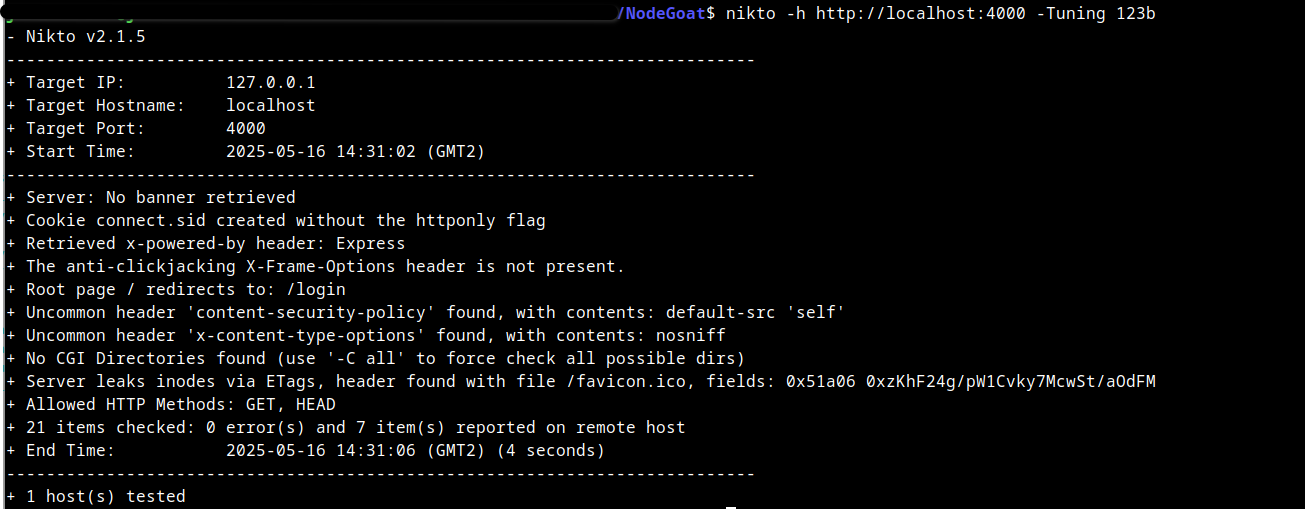 /NodeGoat$ nikto -h http://localhost:4000 -Tuning 123b
- Nikto v2.1.5
---------------------------------------------------------------------------
+ Target IP:          127.0.0.1
+ Target Hostname:    localhost
+ Target Port:        4000
+ Start Time:         2025-05-16 14:31:02 (GMT2)
---------------------------------------------------------------------------
+ Server: No banner retrieved
+ Cookie connect.sid created without the httponly flag
+ Retrieved x-powered-by header: Express
+ The anti-clickjacking X-Frame-Options header is not present.
+ Root page / redirects to: /login
+ Uncommon header 'content-security-policy' found, with contents: default-src 'self'
+ Uncommon header 'x-content-type-options' found, with contents: nosniff
+ No CGI Directories found (use '-C all' to force check all possible dirs)
+ Server leaks inodes via ETags, header found with file /favicon.ico, fields: 0x51a06 0xzKhF24g/pW1Cvky7McwSt/aOdFM
+ Allowed HTTP Methods: GET, HEAD
+ 21 items checked: 0 error(s) and 7 item(s) reported on remote host
+ End Time:           2025-05-16 14:31:06 (GMT2) (4 seconds)
---------------------------------------------------------------------------
+ 1 host(s) tested